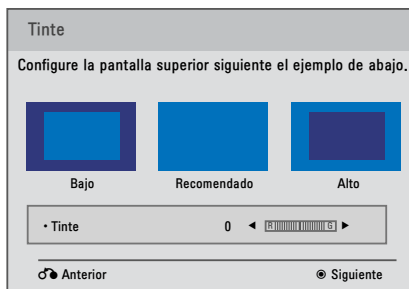 Tinte
Configure la pantalla superior siguiente el ejemplo de abajo.
Bajo Recomendado Alto
• Tinte 0 ◄ R G ►
Anterior ◉ Siguiente